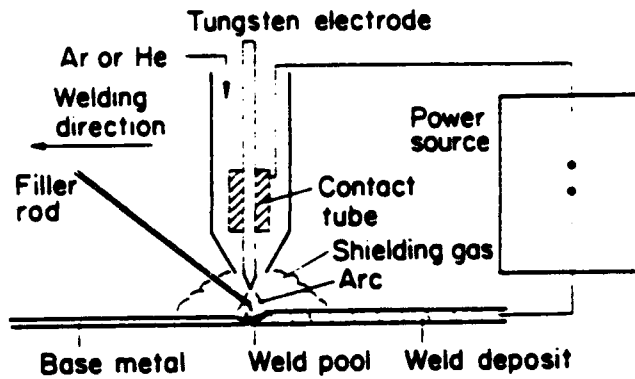 Tungsten electrode
Ar or He
Welding
direction
Power
source
Filler
rod
Contact
tube
Shielding gas
Arc
Base metal
Weld pool
Weld deposit